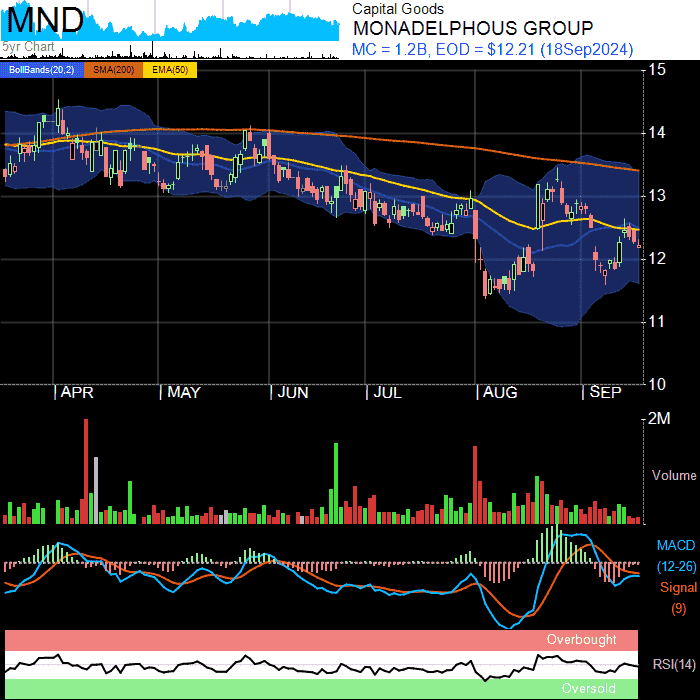 MND
5yr Chart
Capital Goods
MONADELPHOUS GROUP
MC = 1.2B, EOD = $12.21 (18Sep2024)
BollBands(20,2) SMA(200) EMA(50)
15
14
13
12
11
10
APR MAY JUN JUL AUG SEP
2M
Volume
MACD
(12-26)
Signal
(9)
Overbought
RSI(14)
Oversold